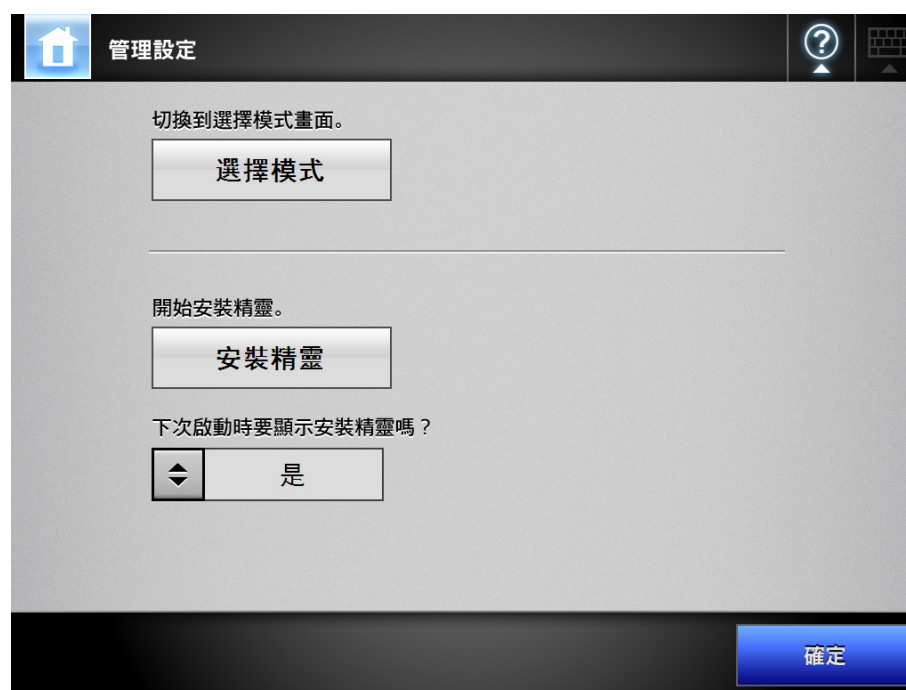 管理設定
?
切換到選擇模式畫面。
選擇模式
開始安裝精靈。
安裝精靈
下次啟動時要顯示安裝精靈嗎？
是
確定